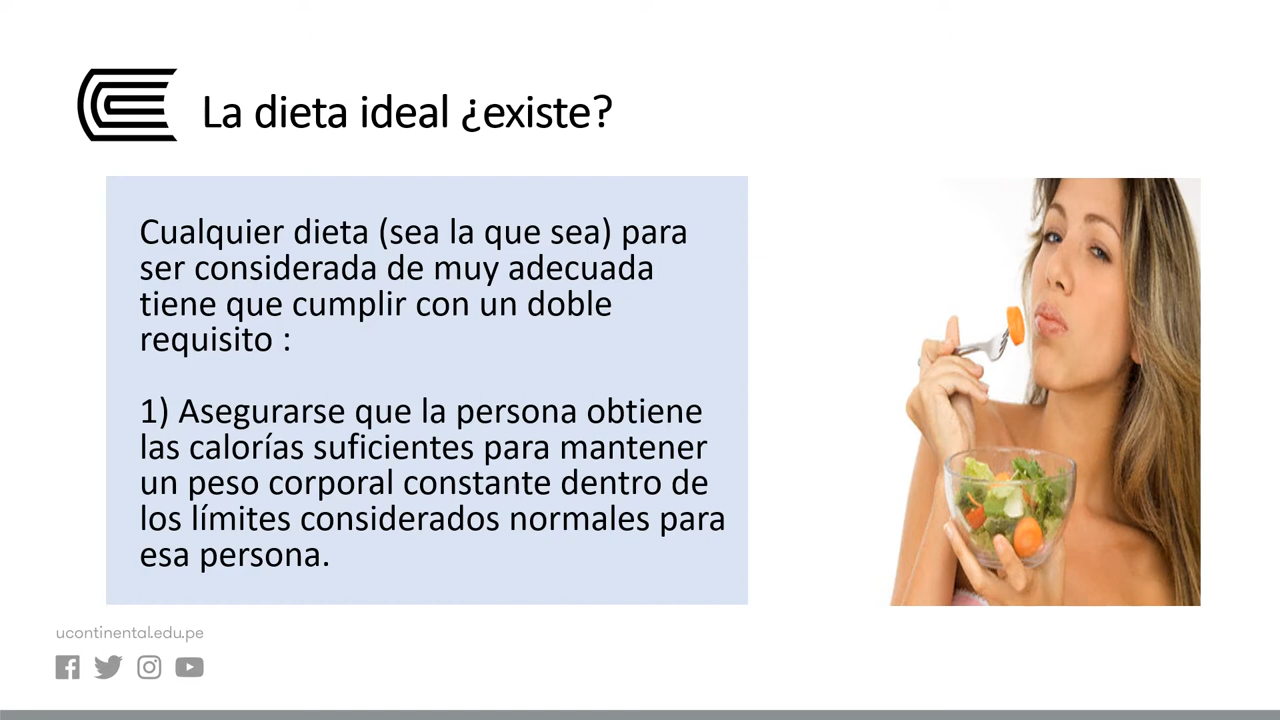 La dieta ideal ¿existe?
Cualquier dieta (sea la que sea) para
ser considerada de muy adecuada
tiene que cumplir con un doble
requisito :
1) Asegurarse que la persona obtiene
las calorías suficientes para mantener
un peso corporal constante dentro de
los límites considerados normales para
esa persona.
ucontinental.edu.pe